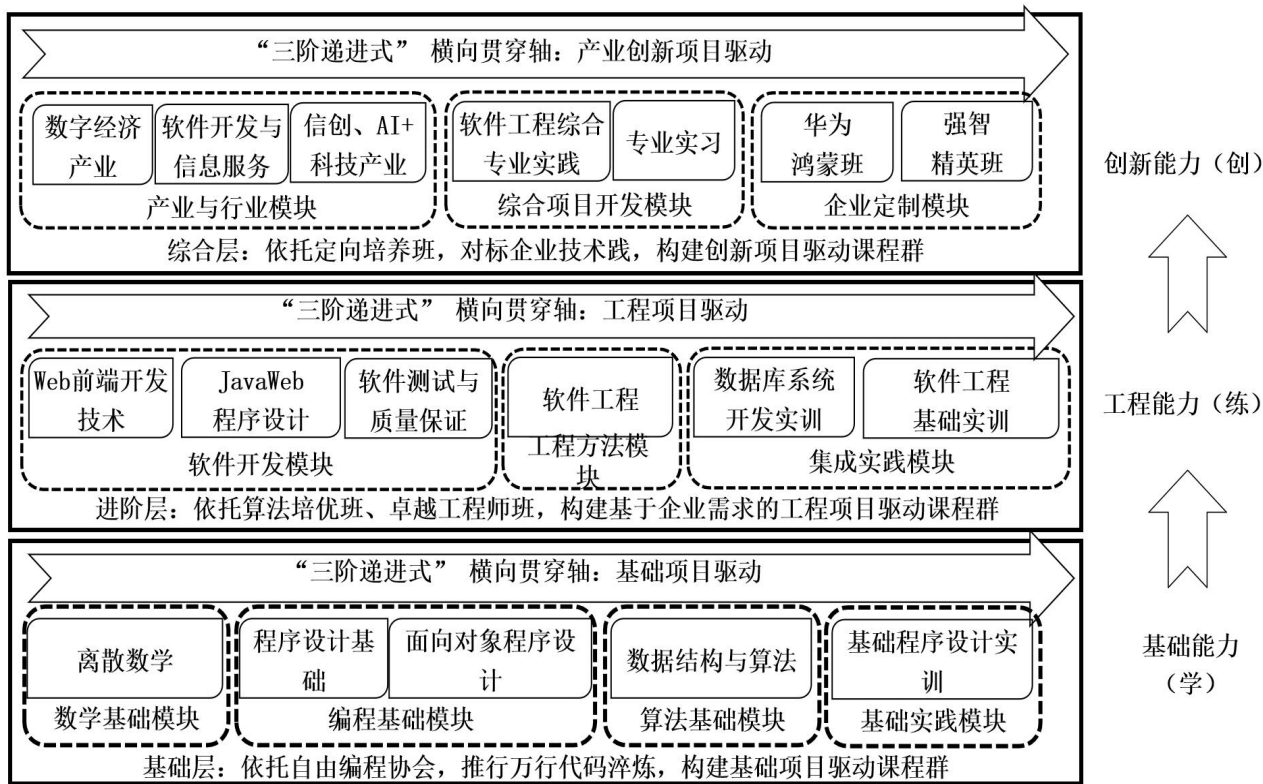 “三阶递进式” 横向贯穿轴：产业创新项目驱动
数字经济
产业
软件开发与
信息服务
信创、AI+
科技产业
产业与行业模块
软件工程综合
专业实践
专业实习
综合项目开发模块
华为
鸿蒙班
强智
精英班
企业定制模块
综合层：依托定向培养班，对标企业技术践，构建创新项目驱动课程群
创新能力（创）
“三阶递进式” 横向贯穿轴：工程项目驱动
Web前端开发
技术
JavaWeb
程序设计
软件测试与
质量保证
软件开发模块
软件工程
工程方法模
块
数据库系统
开发实训
软件工程
基础实训
集成实践模块
进阶层：依托算法培优班、卓越工程师班，构建基于企业需求的工程项目驱动课程群
工程能力（练）
“三阶递进式” 横向贯穿轴：基础项目驱动
离散数学
数学基础模块
程序设计基
础
面向对象程序设
计
编程基础模块
数据结构与算法
算法基础模块
基础程序设计实
训
基础实践模块
基础层：依托自由编程协会，推行万行代码淬炼，构建基础项目驱动课程群
基础能力
（学）